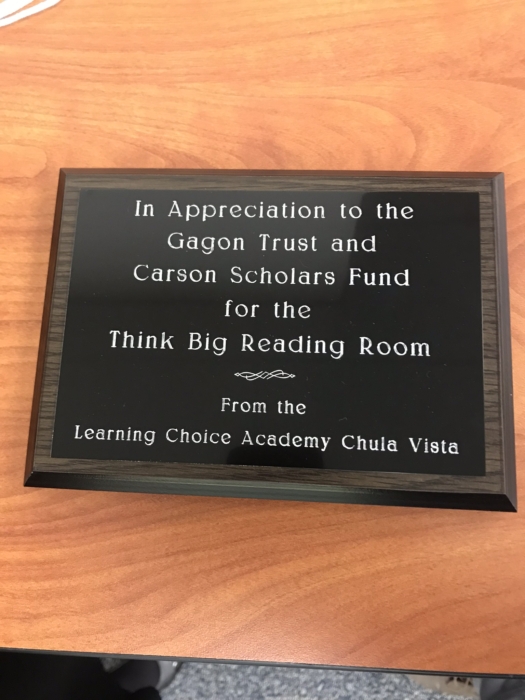 In Appreciation to the
Gagon Trust and
Carson Scholars Fund
for the
Think Big Reading Room
From the
Learning Choice Academy Chula Vista